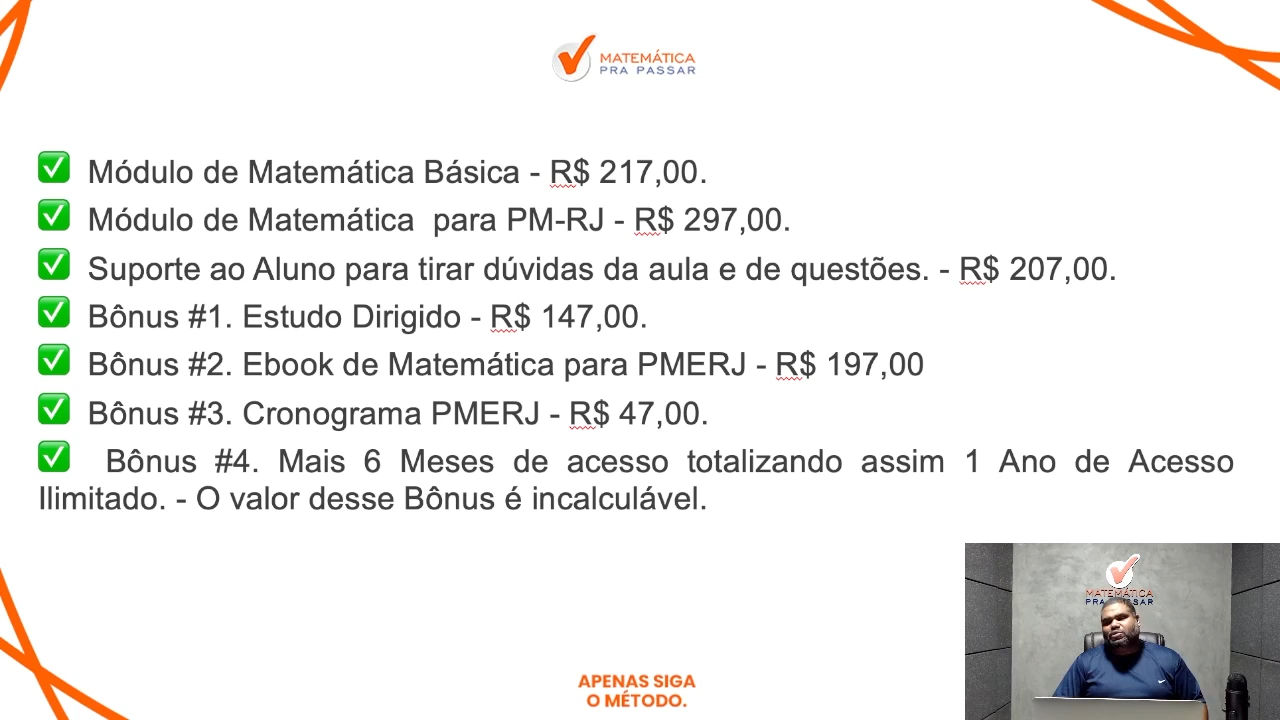 MATEMÁTICA
PRA PASSAR
Módulo de Matemática Básica - R$ 217,00.
Módulo de Matemática  para PM-RJ - R$ 297,00.
Suporte ao Aluno para tirar dúvidas da aula e de questões. - R$ 207,00.
Bônus #1. Estudo Dirigido - R$ 147,00.
Bônus #2. Ebook de Matemática para PMERJ - R$ 197,00
Bônus #3. Cronograma PMERJ - R$ 47,00.
Bônus #4. Mais 6 Meses de acesso totalizando assim 1 Ano de Acesso
Ilimitado. - O valor desse Bônus é incalculável.
MATEMÁTICA
PRA PASSAR
APENAS SIGA
O MÉTODO.